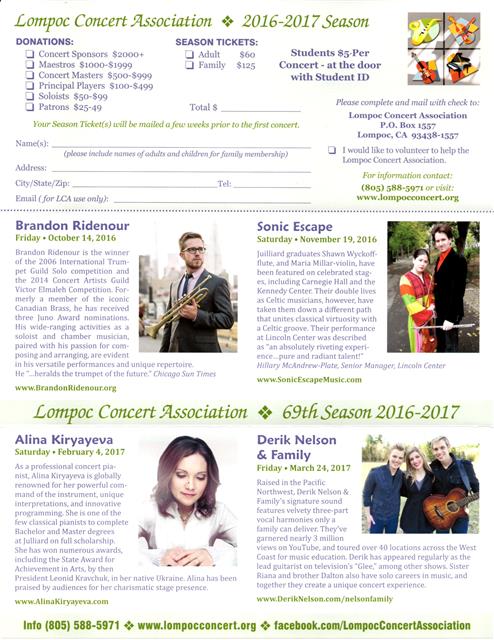 Lompoc Concert Association ❖ 2016-2017 Season
DONATIONS:
Concert Sponsors $2000+
Maestros $1000-$1999
Concert Masters $500-$999
Principal Players $100-$499
Soloists $50-$99
Patrons $25-49
SEASON TICKETS:
Adult $60
Family $125
Total $
Students $5-Per
Concert - at the door
with Student ID
Your Season Ticket(s) will be mailed a few weeks prior to the first concert.
Name(s):
(please include names of adults and children for family membership)
Address:
City/State/Zip: Tel:
Email (for LCA use only):
Please complete and mail with check to:
Lompoc Concert Association
P.O. Box 1557
Lompoc, CA 93438-1557
I would like to volunteer to help the
Lompoc Concert Association.
For information contact:
(805) 588-5971 or visit:
www.lompocconcert.org
Brandon Ridenour
Friday • October 14, 2016
Brandon Ridenour is winner
of the 2006 International Trum-
pet Guild Solo competition and
the 2014 Concert Artists Guild
Victor Elmaleh Competition. For-
merly a member of the iconic
Canadian Brass, he has received
three Juno Award nominations.
His wide-ranging activities as a
soloist and chamber musician,
paired with his passion for com-
posing and arranging, are evident
in his versatile performances and unique repertoire.
He "...heralds the trumpet of the future." Chicago Sun Times
www.BrandonRidenour.org
Sonic Escape
Saturday • November 19, 2016
Juilliard graduates Shawn Wyckoff-
flute, and Maria Millar-violin, have
been featured on celebrated stag-
es, including Carnegie Hall and the
Kennedy Center. Their double lives
as Celtic musicians, however, have
taken them down a different path
that unites classical virtuosity with
a Celtic groove. Their performance
at Lincoln Center was described
as "an absolutely riveting experi-
ence...pure and radiant talent!"
Hillary McAndrew-Plate, Senior Manager, Lincoln Center
www.SonicEscapeMusic.com
Lompoc Concert Association ❖ 69th Season 2016-2017
Alina Kiryayeva
Saturday • February 4, 2017
As a professional concert pia-
nist, Alina Kiryayeva is globally
renowned for her powerful com-
mand of the instrument, unique
interpretations, and innovative
programming. She is one of the
few classical pianists to complete
Bachelor and Master degrees
at Julliard on full scholarship.
She has won numerous awards,
including the State Award for
Achievement in Arts, by then
President Leonid Kravchuk, in her native Ukraine. Alina has been
praised by audiences for her charismatic stage presence.
www.AlinaKiryayeva.com
Derik Nelson
& Family
Friday • March 24, 2017
Raised in the Pacific
Northwest, Derik Nelson &
Family's signature sound
features velvety three-part
vocal harmonies only a
family can deliver. They've
garnered nearly 3 million
views on YouTube, and toured over 40 locations across the West
Coast for music education. Derik has appeared regularly as the
lead guitarist on television's "Glee," among other shows. Sister
Riana and brother Dalton also have solo careers in music, and
together they create a unique concert experience.
www.DerikNelson.com/nelsonfamily
Info (805) 588-5971 ❖ www.lompocconcert.org ❖ facebook.com/LompocConcertAssociation